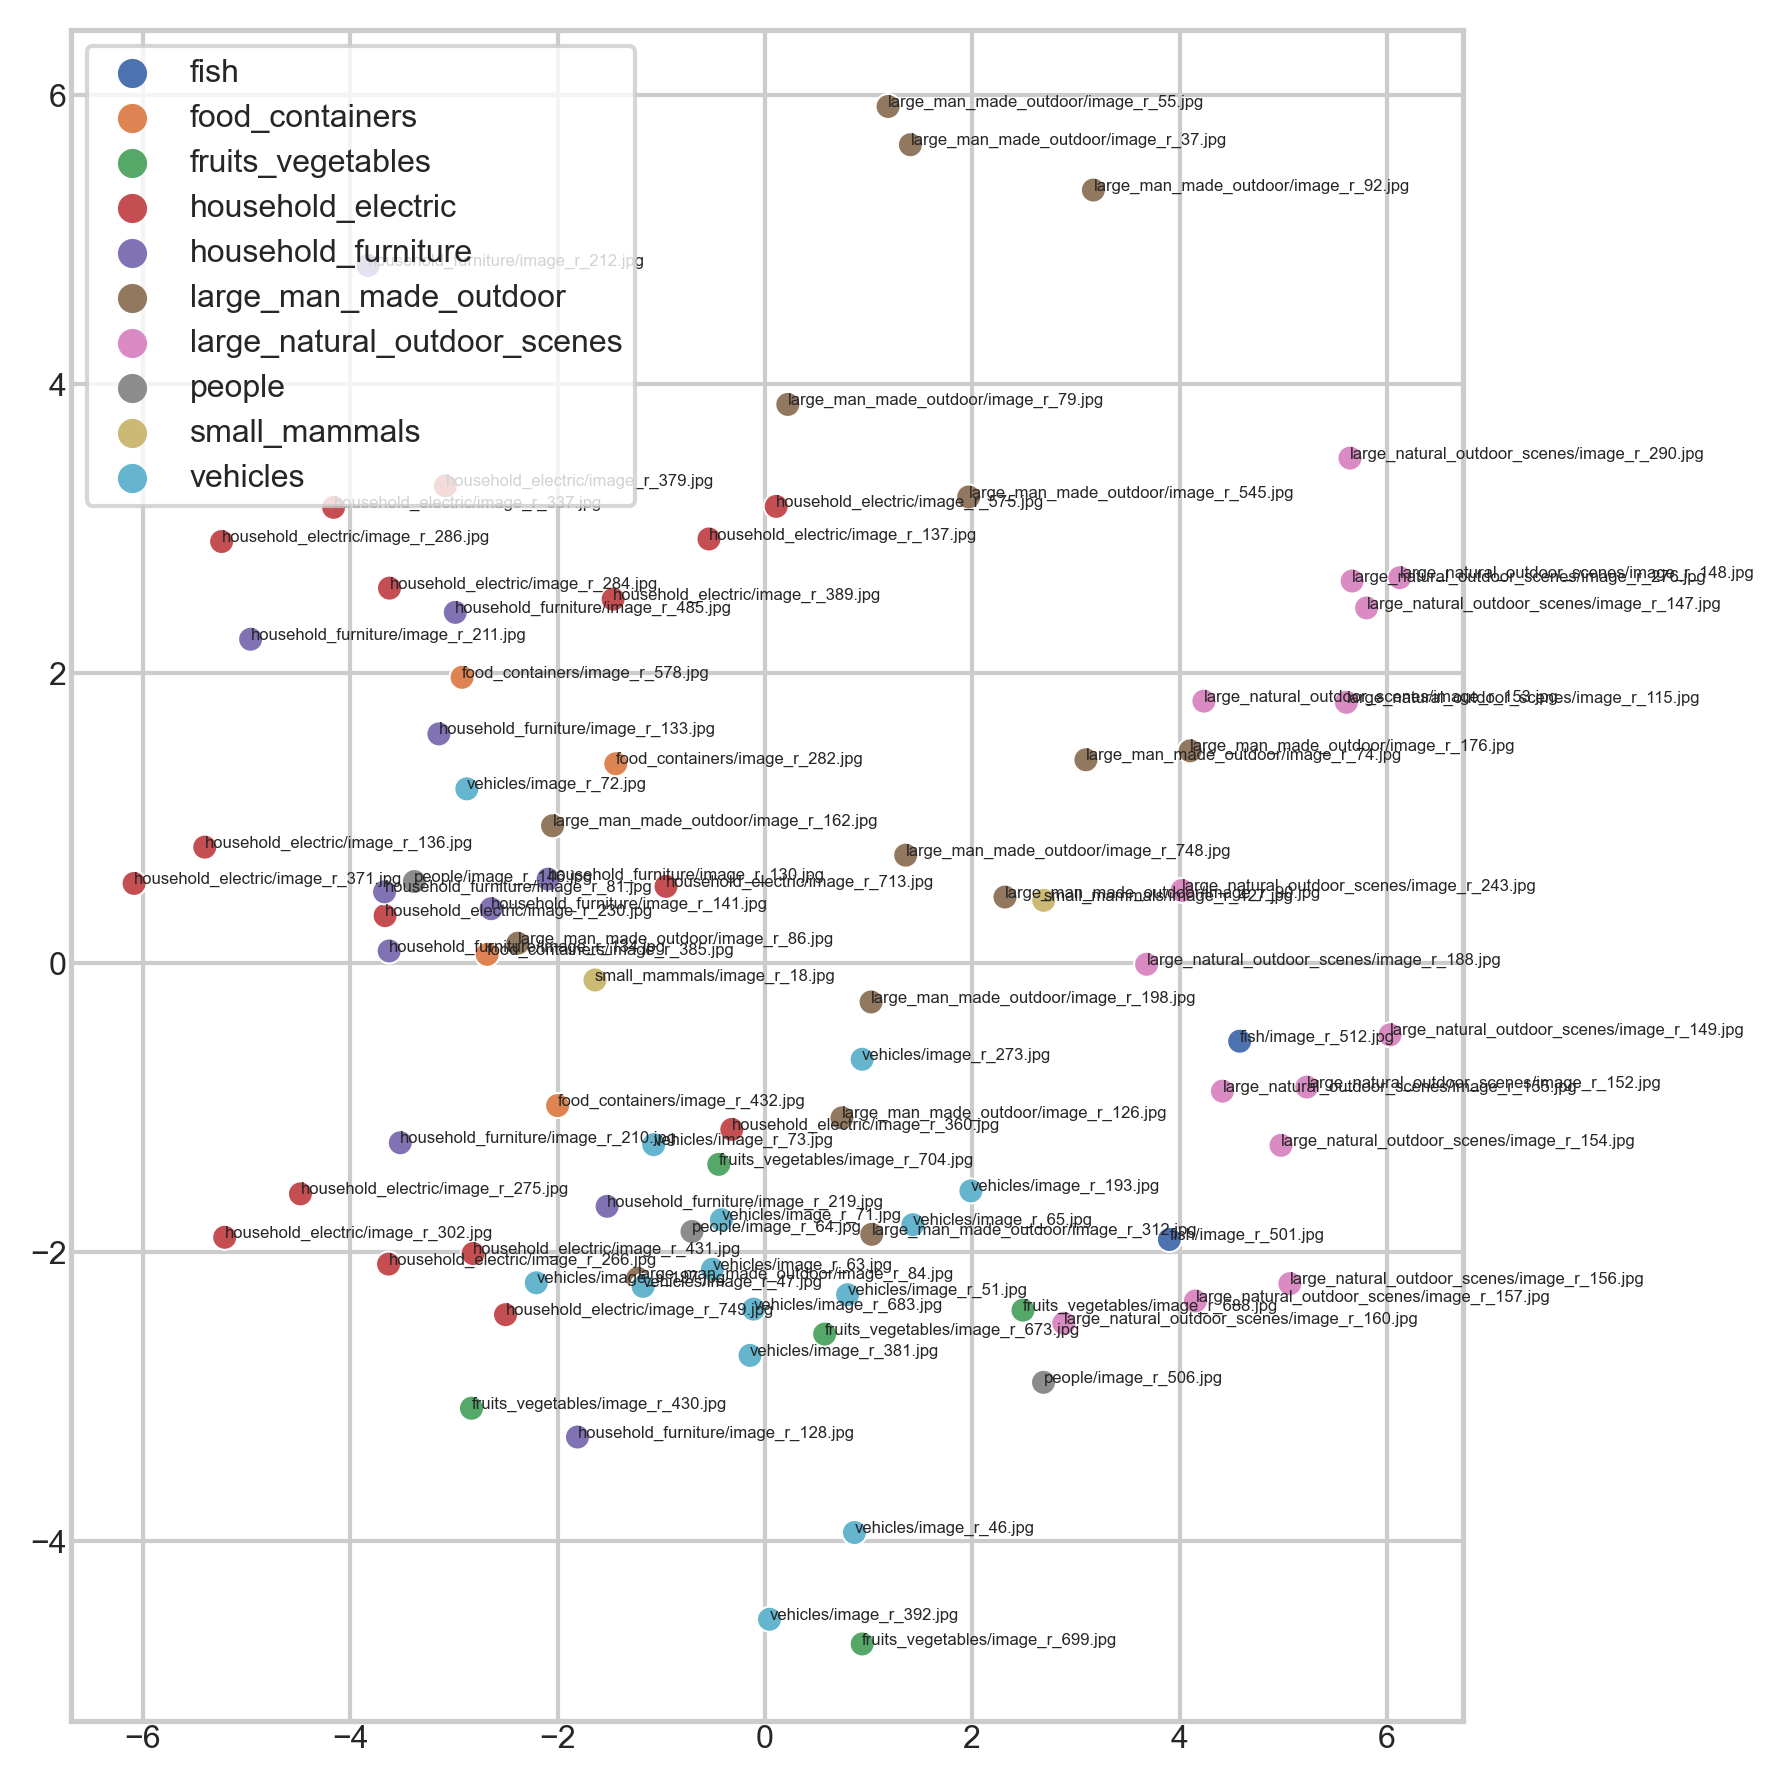 fish
food_containers
fruits_vegetables
household_electric
household_furniture
large_man_made_outdoor
large_natural_outdoor_scenes
people
small_mammals
vehicles
6
4
2
0
−2
−4
−6
−4
−2
0
2
4
6
large_man_made_outdoor/image_r_55.jpg
large_man_made_outdoor/image_r_37.jpg
large_man_made_outdoor/image_r_92.jpg
household_furniture/image_r_212.jpg
large_man_made_outdoor/image_r_79.jpg
large_natural_outdoor_scenes/image_r_290.jpg
household_electric/image_r_379.jpg
large_man_made_outdoor/image_r_545.jpg
household_electric/image_r_337.jpg
household_electric/image_r_575.jpg
household_electric/image_r_286.jpg
household_electric/image_r_137.jpg
large_natural_outdoor_scenes/image_r_148.jpg
large_natural_outdoor_scenes/image_r_276.jpg
household_electric/image_r_284.jpg
household_electric/image_r_389.jpg
large_natural_outdoor_scenes/image_r_147.jpg
household_furniture/image_r_485.jpg
household_furniture/image_r_211.jpg
food_containers/image_r_578.jpg
large_natural_outdoor_scenes/image_r_153.jpg
large_natural_outdoor_scenes/image_r_115.jpg
household_furniture/image_r_133.jpg
large_man_made_outdoor/image_r_176.jpg
large_man_made_outdoor/image_r_74.jpg
food_containers/image_r_282.jpg
vehicles/image_r_72.jpg
large_man_made_outdoor/image_r_162.jpg
household_electric/image_r_136.jpg
large_man_made_outdoor/image_r_748.jpg
household_electric/image_r_371.jpg
people/image_r_146.jpg
household_furniture/image_r_130.jpg
household_electric/image_r_713.jpg
household_furniture/image_r_81.jpg
large_natural_outdoor_scenes/image_r_243.jpg
small_mammals/image_r_427.jpg
household_furniture/image_r_141.jpg
household_electric/image_r_230.jpg
large_man_made_outdoor/image_r_86.jpg
household_furniture/image_r_134.jpg
food_containers/image_r_385.jpg
large_natural_outdoor_scenes/image_r_188.jpg
small_mammals/image_r_18.jpg
large_man_made_outdoor/image_r_198.jpg
fish/image_r_512.jpg
large_natural_outdoor_scenes/image_r_149.jpg
vehicles/image_r_273.jpg
large_natural_outdoor_scenes/image_r_152.jpg
large_natural_outdoor_scenes/image_r_155.jpg
food_containers/image_r_432.jpg
large_man_made_outdoor/image_r_126.jpg
household_electric/image_r_360.jpg
household_furniture/image_r_210.jpg
vehicles/image_r_73.jpg
large_natural_outdoor_scenes/image_r_154.jpg
fruits_vegetables/image_r_704.jpg
household_electric/image_r_275.jpg
vehicles/image_r_193.jpg
household_furniture/image_r_219.jpg
vehicles/image_r_71.jpg
vehicles/image_r_65.jpg
people/image_r_64.jpg
large_man_made_outdoor/image_r_312.jpg
household_electric/image_r_302.jpg
fish/image_r_501.jpg
household_electric/image_r_431.jpg
household_electric/image_r_266.jpg
vehicles/image_r_63.jpg
large_man_made_outdoor/image_r_84.jpg
vehicles/image_r_47.jpg
large_natural_outdoor_scenes/image_r_156.jpg
vehicles/image_r_51.jpg
large_natural_outdoor_scenes/image_r_157.jpg
vehicles/image_r_683.jpg
fruits_vegetables/image_r_688.jpg
household_electric/image_r_749.jpg
large_natural_outdoor_scenes/image_r_160.jpg
fruits_vegetables/image_r_673.jpg
vehicles/image_r_381.jpg
people/image_r_506.jpg
fruits_vegetables/image_r_430.jpg
household_furniture/image_r_128.jpg
vehicles/image_r_46.jpg
vehicles/image_r_392.jpg
fruits_vegetables/image_r_699.jpg